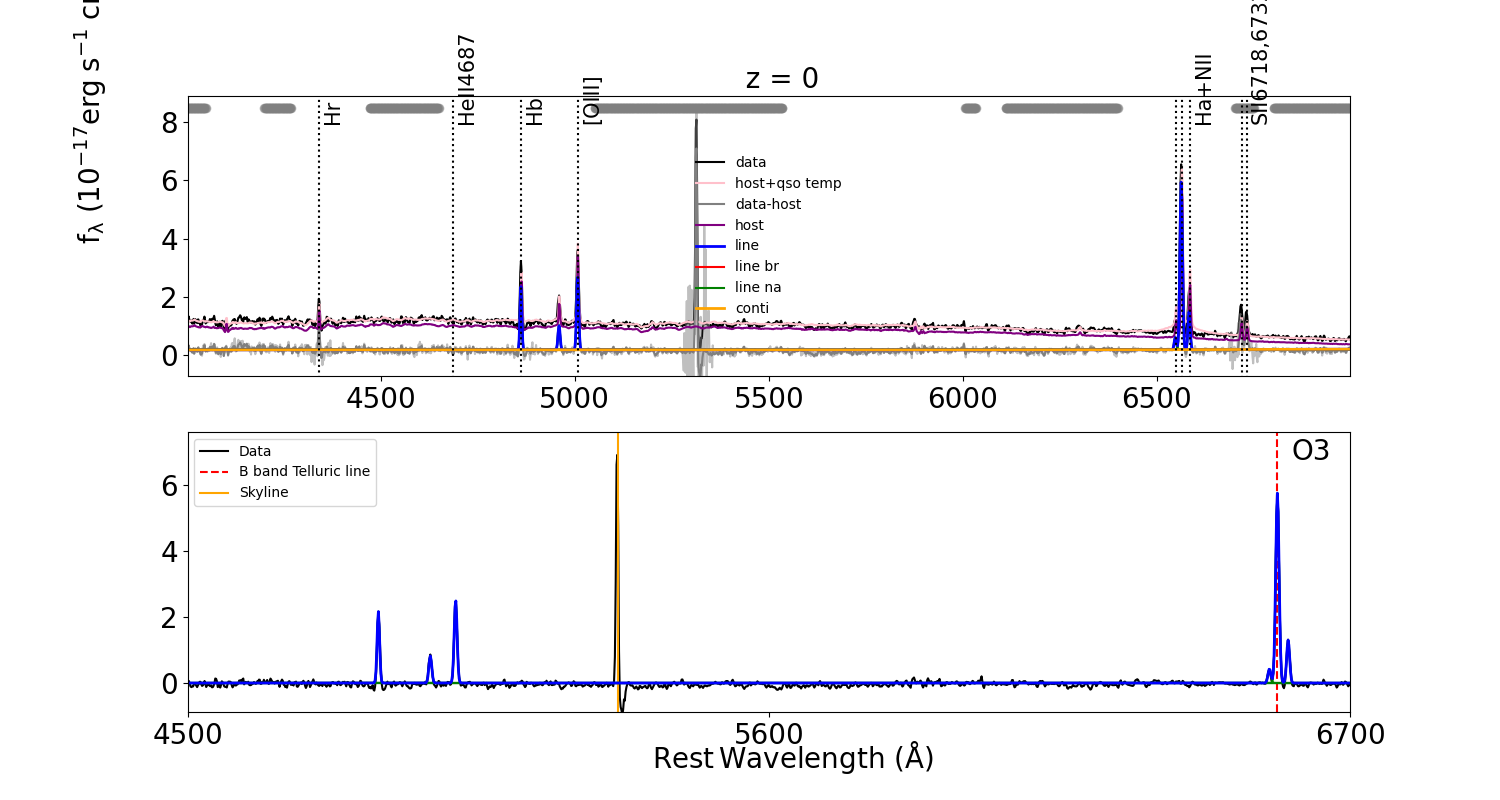 z = 0
f_λ (10^−17 erg s^−1
Hr
HeII4687
Hb
[OIII]
Ha+NII
SII6718,673
8
6
4
2
0
data
host+qso temp
data-host
host
line
line br
line na
conti
4500 5000 5500 6000 6500
Data
B band Telluric line
Skyline
O3
6
4
2
0
4500 5600 6700
Rest Wavelength (Å)